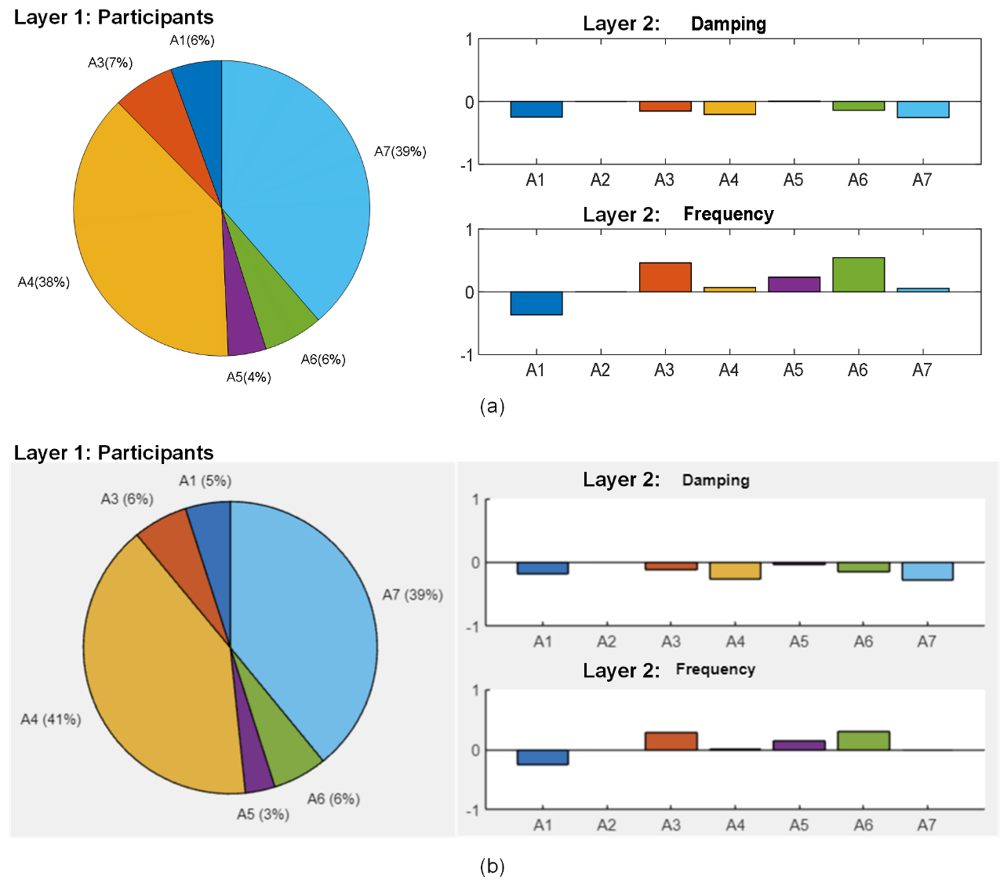 Layer 1: Participants
A1(6%)
A3(7%)
A7(39%)
A4(38%)
A6(6%)
A5(4%)
Layer 2: Damping
1
0
-1
A1 A2 A3 A4 A5 A6 A7
Layer 2: Frequency
1
0
-1
A1 A2 A3 A4 A5 A6 A7
(a)
Layer 1: Participants
A1 (5%)
A3 (6%)
A7 (39%)
A4 (41%)
A6 (6%)
A5 (3%)
Layer 2: Damping
1
0
-1
A1 A2 A3 A4 A5 A6 A7
Layer 2: Frequency
1
0
-1
A1 A2 A3 A4 A5 A6 A7
(b)